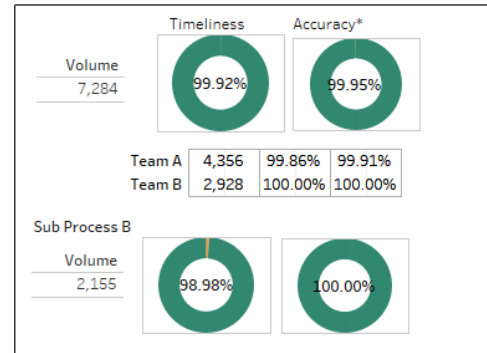 Timeliness Accuracy*
Volume
7,284
99.92% 99.95%
Team A 4,356 99.86% 99.91%
Team B 2,928 100.00% 100.00%
Sub Process B
Volume
2,155
98.98% 100.00%